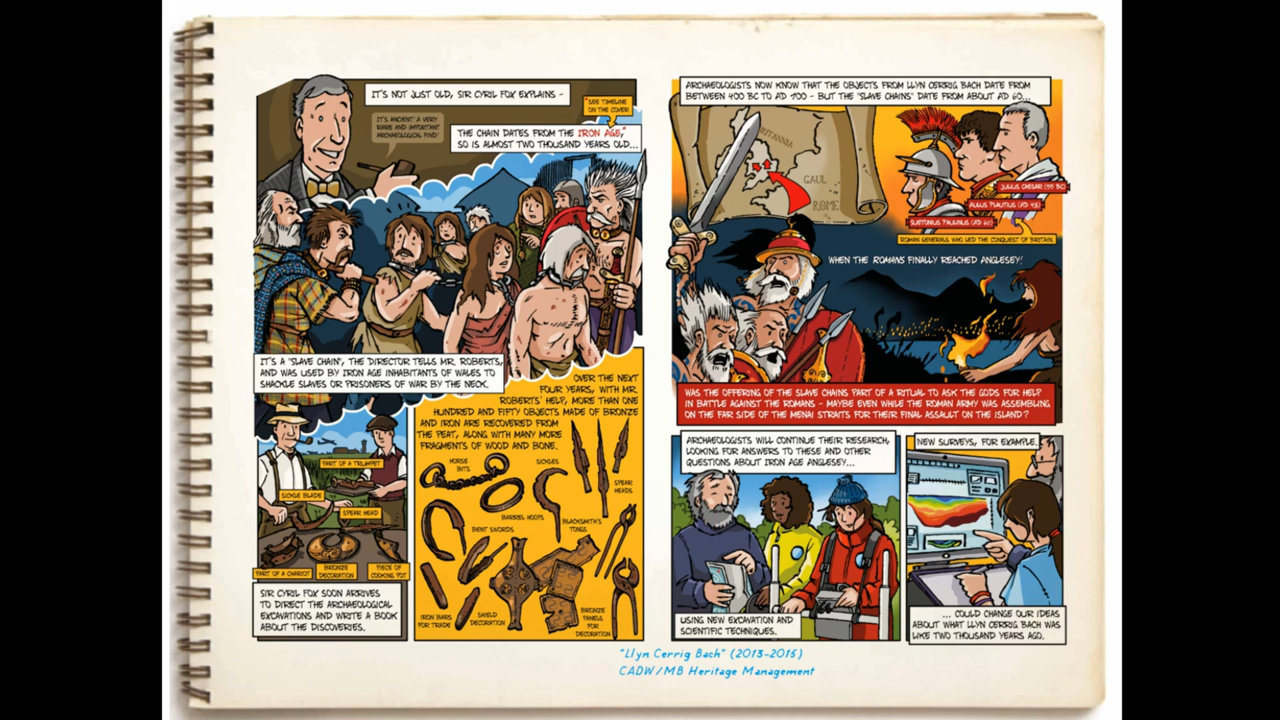 IT'S NOT JUST OLD, SIR CYRIL FOX EXPLAINS -
"SEE TIMELINE
ON THE COVER
IT'S ANCIENT! A VERY
RARE AND IMPORTANT
ARCHAEOLOGICAL FIND!
THE CHAIN DATES FROM THE IRON AGE,*
SO IS ALMOST TWO THOUSAND YEARS OLD...
IT'S A 'SLAVE CHAIN', THE DIRECTOR TELLS MR. ROBERTS,
AND WAS USED BY IRON AGE INHABITANTS OF WALES TO
SHACKLE SLAVES OR PRISONERS OF WAR BY THE NECK.
PART OF A TRUMPET
SICKLE BLADE
SPEAR HEAD
PART OF A CHARIOT
BRONZE
DECORATION
PIECE OF
COOKING POT
SIR CYRIL FOX SOON ARRIVES
TO DIRECT THE ARCHAEOLOGICAL
EXCAVATIONS AND WRITE A BOOK
ABOUT THE DISCOVERIES.
OVER THE NEXT
FOUR YEARS, WITH MR.
ROBERTS' HELP, MORE THAN ONE
HUNDRED AND FIFTY OBJECTS MADE OF BRONZE
AND IRON ARE RECOVERED FROM
THE PEAT, ALONG WITH MANY MORE
FRAGMENTS OF WOOD AND BONE.
HORSE
BITS
SICKLES
SPEAR
HEADS
BARREL HOOPS
BLACKSMITH'S
TONGS
BENT SWORDS
IRON BARS
FOR TRADE
SHIELD
DECORATION
BRONZE
PANELS
FOR
DECORATION
ARCHAEOLOGISTS NOW KNOW THAT THE OBJECTS FROM LLYN CERRIG BACH DATE FROM
BETWEEN 400 BC TO AD 100 - BUT THE 'SLAVE CHAINS' DATE FROM ABOUT AD 60...
BRITANNIA
GAUL
ROME
JULIUS CAESAR (55 BC)
AULUS PLAUTIUS (AD 43)
SUETONIUS PAULINUS (AD 60)
ROMAN GENERALS WHO LED THE CONQUEST OF BRITAIN.
WHEN THE ROMANS FINALLY REACHED ANGLESEY!
WAS THE OFFERING OF THE SLAVE CHAINS PART OF A RITUAL TO ASK THE GODS FOR HELP
IN BATTLE AGAINST THE ROMANS - MAYBE EVEN WHILE THE ROMAN ARMY WAS ASSEMBLING
ON THE FAR SIDE OF THE MENAI STRAITS FOR THEIR FINAL ASSAULT ON THE ISLAND?
ARCHAEOLOGISTS WILL CONTINUE THEIR RESEARCH,
LOOKING FOR ANSWERS TO THESE AND OTHER
QUESTIONS ABOUT IRON AGE ANGLESEY...
USING NEW EXCAVATION AND
SCIENTIFIC TECHNIQUES.
NEW SURVEYS, FOR EXAMPLE,
... COULD CHANGE OUR IDEAS
ABOUT WHAT LLYN CERRIG BACH WAS
LIKE TWO THOUSAND YEARS AGO.
"Llyn Cerrig Bach" (2013-2015)
CADW/MB Heritage Management